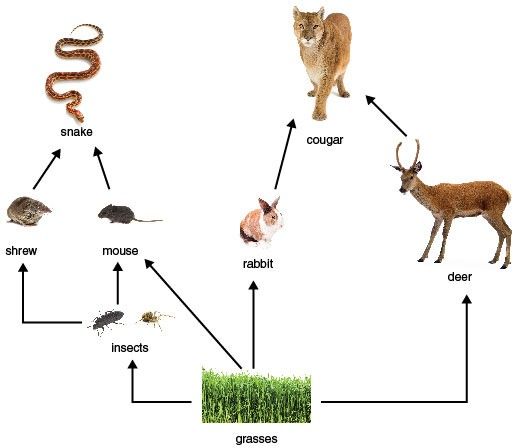 snake
cougar
shrew
mouse
rabbit
deer
insects
grasses